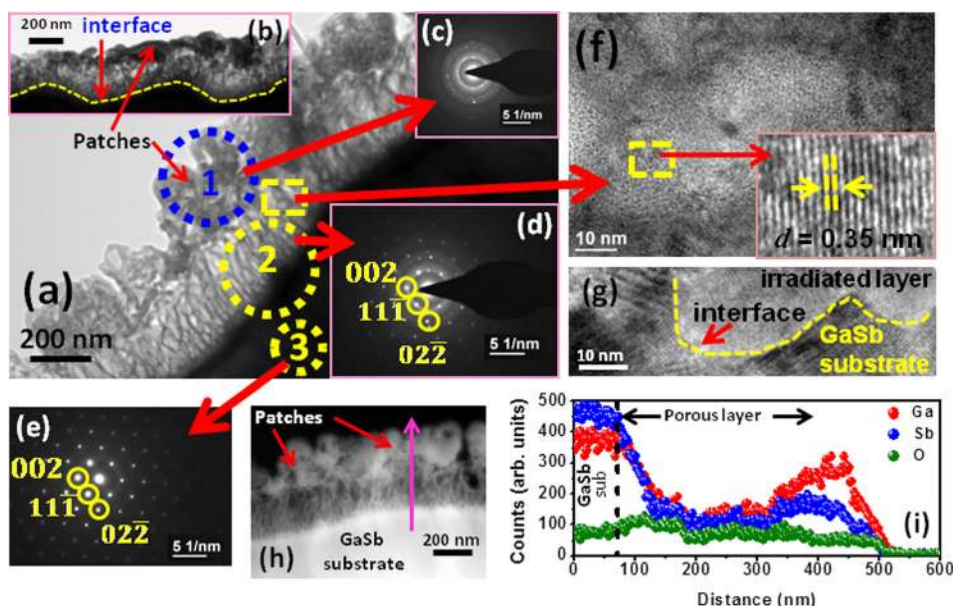 200 nm
interface
(b)
Patches
1
2
3
(a)
200 nm
(c)
5 1/nm
(d)
002
111̅
022̅
5 1/nm
(e)
002
111̅
022̅
5 1/nm
(f)
10 nm
d = 0.35 nm
(g)
irradiated layer
interface
GaSb
substrate
10 nm
Patches
(h)
GaSb
substrate
200 nm
Counts (arb. units)
500
400
300
200
100
0
GaSb
sub
Porous layer
Ga
Sb
O
(i)
0 100 200 300 400 500 600
Distance (nm)